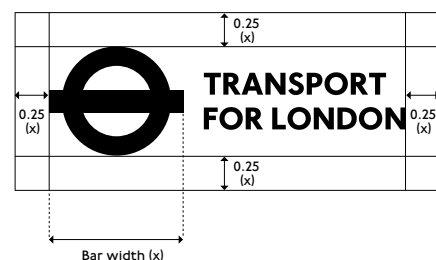 0.25
(x)
TRANSPORT
FOR LONDON
0.25
(x)
0.25
(x)
0.25
(x)
Bar width (x)